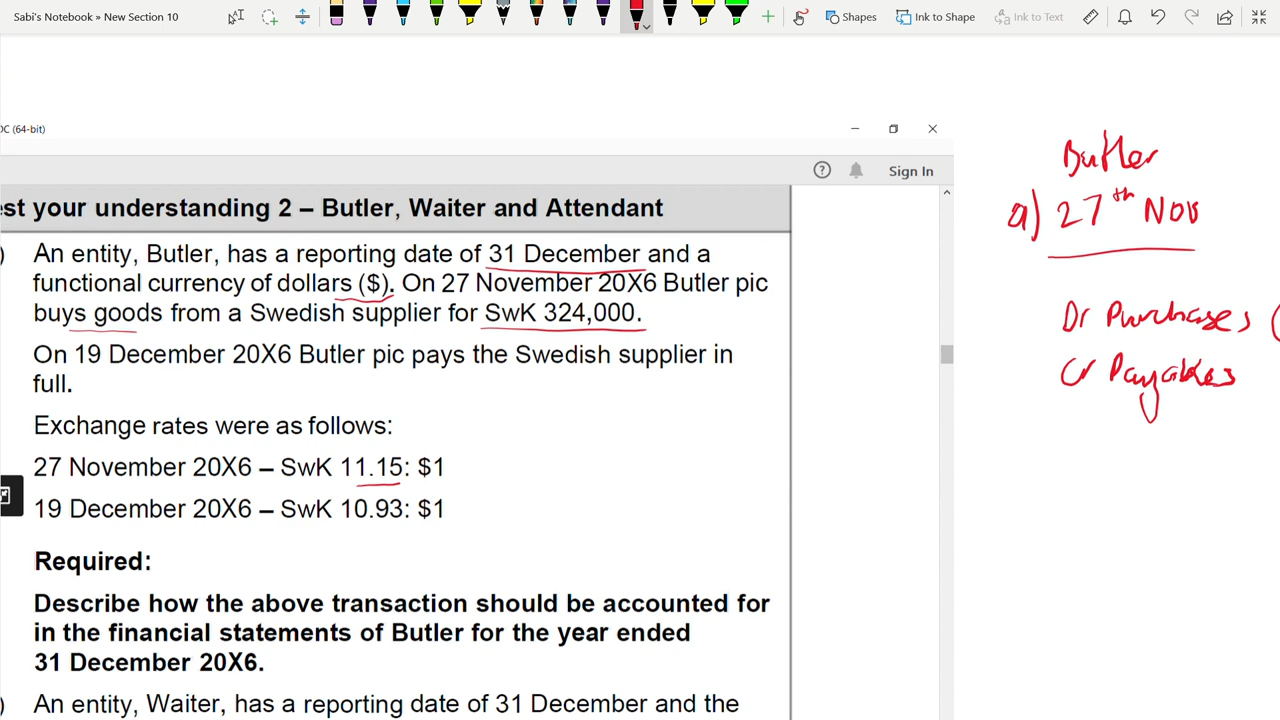 Sabi's Notebook » New Section 10
Shapes
Ink to Shape
Ink to Text
DC (64-bit)
Sign In
est your understanding 2 – Butler, Waiter and Attendant
) An entity, Butler, has a reporting date of 31 December and a
functional currency of dollars ($). On 27 November 20X6 Butler pic
buys goods from a Swedish supplier for SwK 324,000.
On 19 December 20X6 Butler pic pays the Swedish supplier in
full.
Exchange rates were as follows:
27 November 20X6 – SwK 11.15: $1
19 December 20X6 – SwK 10.93: $1
Required:
Describe how the above transaction should be accounted for
in the financial statements of Butler for the year ended
31 December 20X6.
) An entity, Waiter, has a reporting date of 31 December and the
Butler
a) 27th Nov
Dr Purchases (
Cr Payables